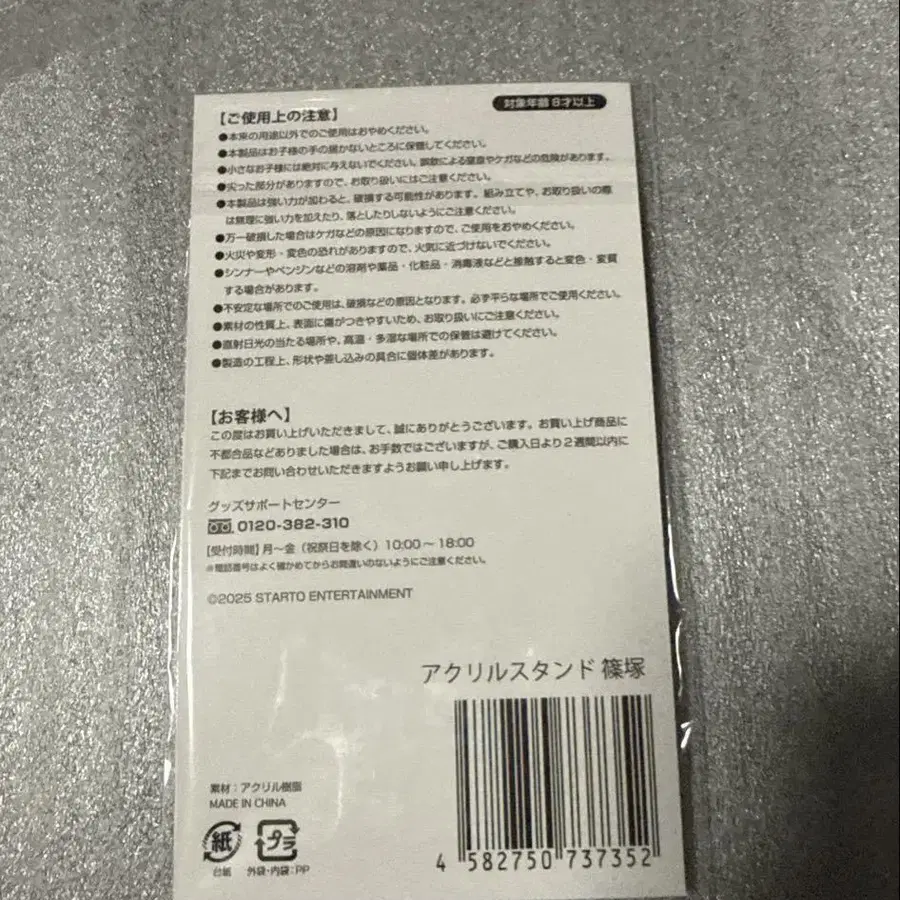 【ご使用上の注意】
対象年齢 8才以上
●本来の用途以外でのご使用はおやめください。
●本製品はお子様の手の届かないところに保管してください。
●小さなお子様には絶対に与えないでください。誤飲による窒息やケガなどの危険があります。
●尖った部分がありますので、お取り扱いにはご注意ください。
●本製品は強い力が加わると、破損する可能性があります。組み立てや、お取り扱いの際
は無理に強い力を加えたり、落としたりしないようにご注意ください。
●万一破損した場合はケガなどの原因になりますので、ご使用をおやめください。
●火災や変形・変色の恐れがありますので、火気に近づけないでください。
●シンナーやベンジンなどの溶剤や薬品・化粧品・消毒液などと接触すると変色・変質
する場合があります。
●不安定な場所でのご使用は、破損などの原因となります。必ず平らな場所でご使用ください。
●素材の性質上、表面に傷がつきやすいため、お取り扱いにご注意ください。
●直射日光の当たる場所や、高温・多湿な場所での保管は避けてください。
●製造の工程上、形状や差し込みの具合に個体差があります。
【お客様へ】
この度はお買い上げいただきまして、誠にありがとうございます。お買い上げ商品に
不都合品などありました場合は、お手数ではございますが、ご購入日より2週間以内に
下記までお問い合わせいただきますようお願い申し上げます。
グッズサポートセンター
0120-382-310
【受付時間】月〜金(祝祭日を除く)10:00〜18:00
※電話番号はよく確かめてからお間違いのないようにご注意ください。
©2025 STARTO ENTERTAINMENT
アクリルスタンド 篠塚
素材:アクリル樹脂
MADE IN CHINA
紙 プラ
台紙 外袋・内袋:PP
4 582750 737352